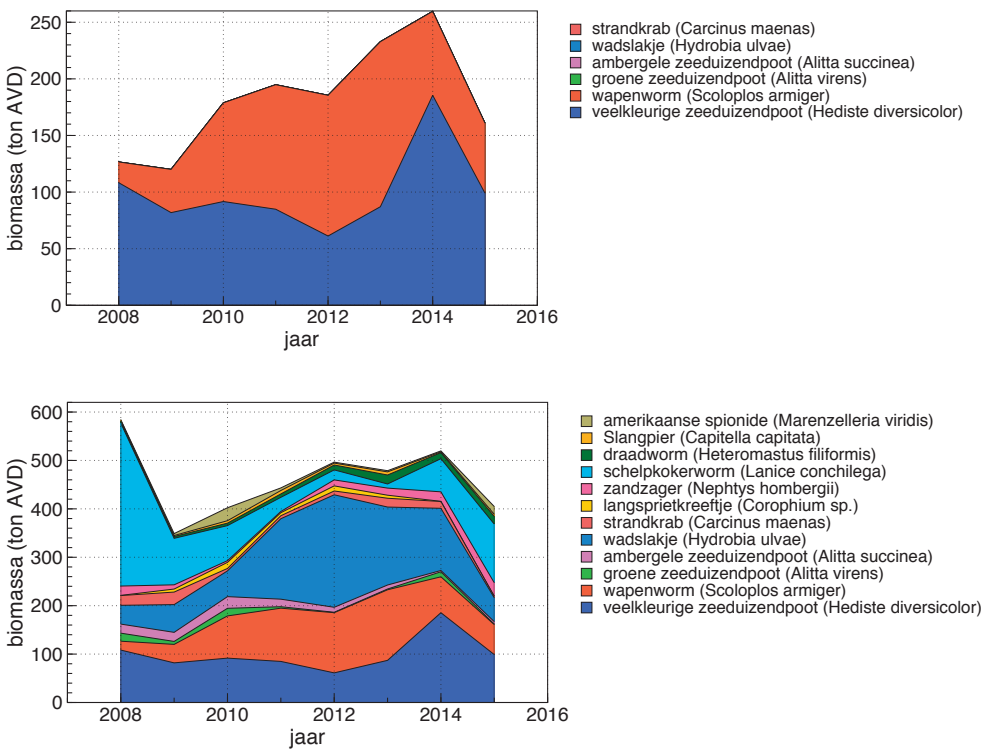 250
200
150
100
50
0
biomassa (ton AVD)
2008
2010
2012
2014
2016
jaar
strandkrab (Carcinus maenas)
wadslakje (Hydrobia ulvae)
ambergele zeeduizendpoot (Alitta succinea)
groene zeeduizendpoot (Alitta virens)
wapenworm (Scoloplos armiger)
veelkleurige zeeduizendpoot (Hediste diversicolor)
600
500
400
300
200
100
0
biomassa (ton AVD)
2008
2010
2012
2014
2016
jaar
amerikaanse spionide (Marenzelleria viridis)
Slangpier (Capitella capitata)
draadworm (Heteromastus filiformis)
schelpkokerworm (Lanice conchilega)
zandzager (Nephtys hombergii)
langsprietkreeftje (Corophium sp.)
strandkrab (Carcinus maenas)
wadslakje (Hydrobia ulvae)
ambergele zeeduizendpoot (Alitta succinea)
groene zeeduizendpoot (Alitta virens)
wapenworm (Scoloplos armiger)
veelkleurige zeeduizendpoot (Hediste diversicolor)